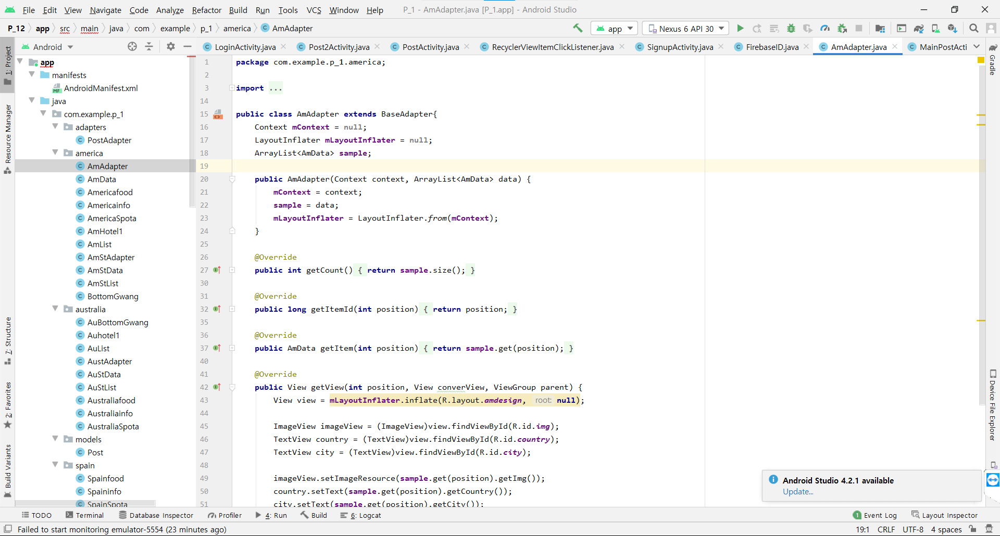 File Edit View Navigate Code Analyze Refactor Build Run Tools VCS Window Help P_1 - AmAdapter.java [P_1.app] - Android Studio
P_12 app src main java com example p_1 america AmAdapter app Nexus 6 API 30
Android LoginActivity.java Post2Activity.java PostActivity.java RecyclerViewItemClickListener.java SignupActivity.java FirebaseID.java AmAdapter.java MainPostActi
1: Project
Resource Manager
7: Structure
2: Favorites
Build Variants
app
manifests
AndroidManifest.xml
java
com.example.p_1
adapters
PostAdapter
america
AmAdapter
AmData
Americafood
Americainfo
AmericaSpota
AmHotel1
AmList
AmStAdapter
AmStData
AmStList
BottomGwang
australia
AuBottomGwang
Auhotel1
AuList
AustAdapter
AuStData
AuStList
Australiafood
Australiainfo
AustraliaSpota
models
Post
spain
Spainfood
Spaininfo
SpainSpota
1 package com.example.p_1.america;
2
3 import ...
14
15 public class AmAdapter extends BaseAdapter{
16 Context mContext = null;
17 LayoutInflater mLayoutInflater = null;
18 ArrayList<AmData> sample;
19
20 public AmAdapter(Context context, ArrayList<AmData> data) {
21 mContext = context;
22 sample = data;
23 mLayoutInflater = LayoutInflater.from(mContext);
24 }
25
26 @Override
27 public int getCount() { return sample.size(); }
30
31 @Override
32 public long getItemId(int position) { return position; }
35
36 @Override
37 public AmData getItem(int position) { return sample.get(position); }
40
41 @Override
42 public View getView(int position, View converView, ViewGroup parent) {
43 View view = mLayoutInflater.inflate(R.layout.amdesign, root: null);
44
45 ImageView imageView = (ImageView)view.findViewById(R.id.img);
46 TextView country = (TextView)view.findViewById(R.id.country);
47 TextView city = (TextView)view.findViewById(R.id.city);
48
49 imageView.setImageResource(sample.get(position).getImg());
50 country.setText(sample.get(position).getCountry());
51 city.setText(sample.get(position).getCity());
Gradle
Device File Explorer
Android Studio 4.2.1 available
Update...
TODO Terminal Database Inspector Profiler 4: Run Build 6: Logcat 1 Event Log Layout Inspector
Failed to start monitoring emulator-5554 (23 minutes ago) 19:1 CRLF UTF-8 4 spaces